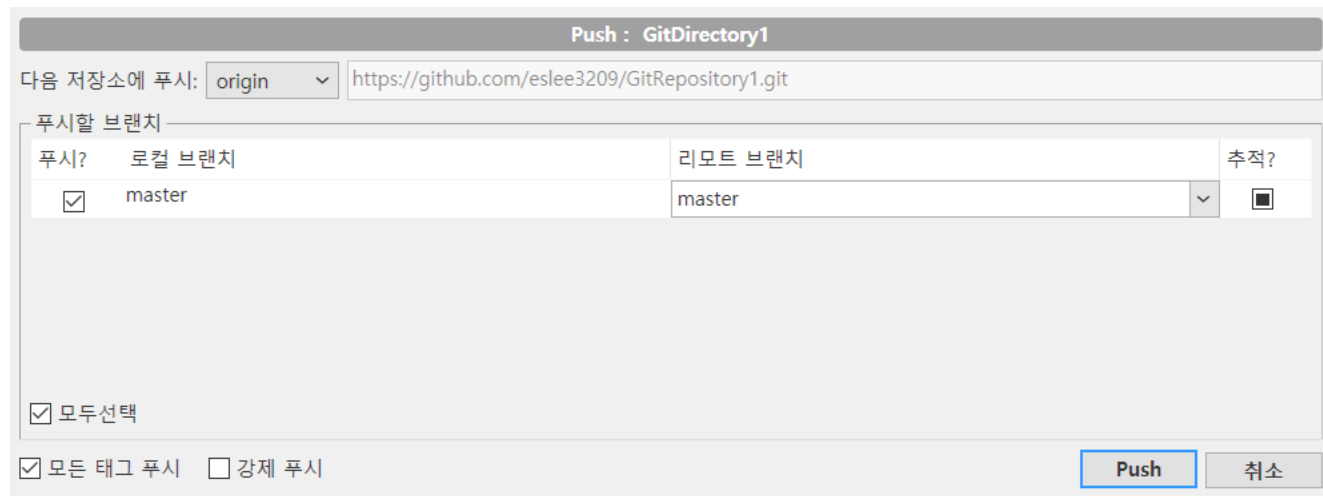 Push : GitDirectory1
다음 저장소에 푸시: origin https://github.com/eslee3209/GitRepository1.git
푸시할 브랜치
푸시? 로컬 브랜치 리모트 브랜치 추적?
master master
모두선택
모든 태그 푸시 강제 푸시 Push 취소